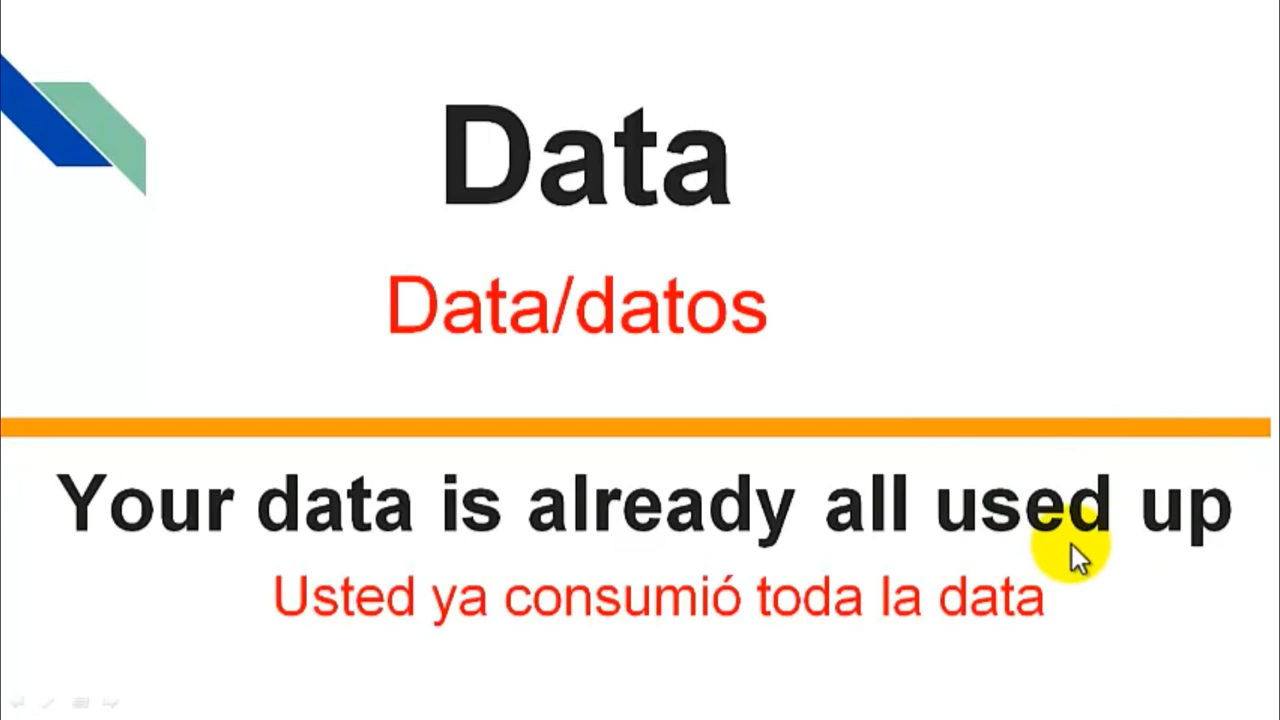 Data
Data/datos
Your data is already all used up
Usted ya consumió toda la data